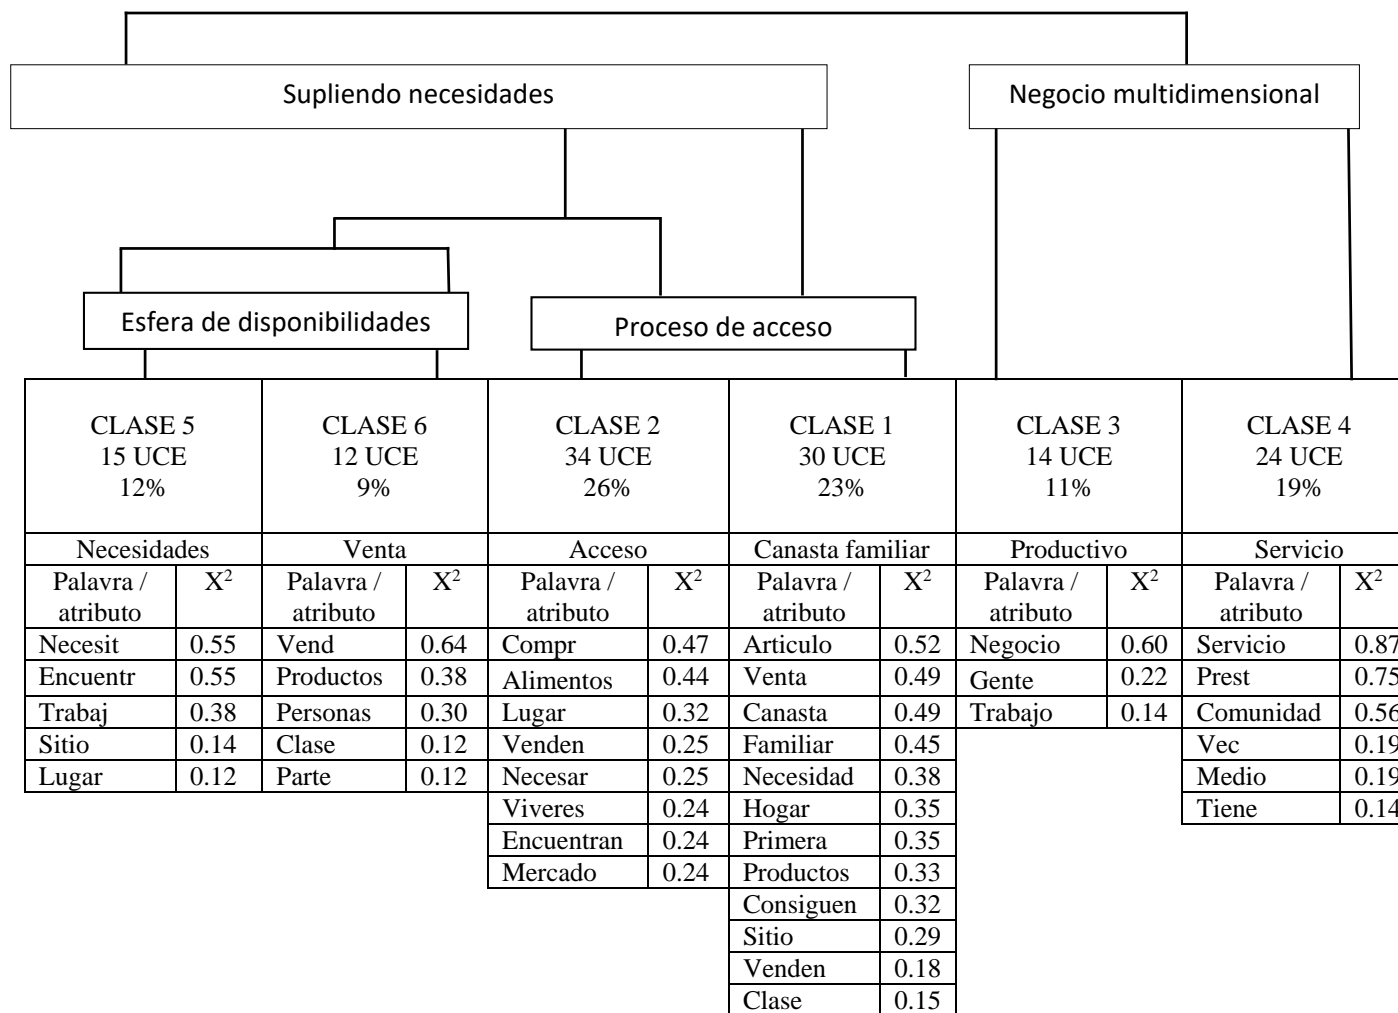 Supliendo necesidades
Negocio multidimensional
Esfera de disponibilidades
Proceso de acceso
CLASE 5
15 UCE
12%
CLASE 6
12 UCE
9%
CLASE 2
34 UCE
26%
CLASE 1
30 UCE
23%
CLASE 3
14 UCE
11%
CLASE 4
24 UCE
19%
Necesidades Venta Acceso Canasta familiar Productivo Servicio
Palavra / atributo X² Palavra / atributo X² Palavra / atributo X² Palavra / atributo X² Palavra / atributo X² Palavra / atributo X²
Necesit 0.55 Vend 0.64 Compr 0.47 Articulo 0.52 Negocio 0.60 Servicio 0.87
Encuentr 0.55 Productos 0.38 Alimentos 0.44 Venta 0.49 Gente 0.22 Prest 0.75
Trabaj 0.38 Personas 0.30 Lugar 0.32 Canasta 0.49 Trabajo 0.14 Comunidad 0.56
Sitio 0.14 Clase 0.12 Venden 0.25 Familiar 0.45 Vec 0.19
Lugar 0.12 Parte 0.12 Necesar 0.25 Necesidad 0.38 Medio 0.19
Viveres 0.24 Hogar 0.35 Tiene 0.14
Encuentran 0.24 Primera 0.35
Mercado 0.24 Productos 0.33
Consiguen 0.32
Sitio 0.29
Venden 0.18
Clase 0.15